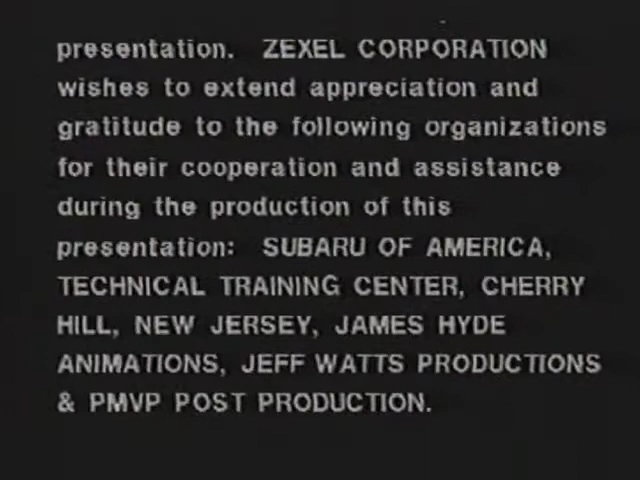 presentation. ZEXEL CORPORATION
wishes to extend appreciation and
gratitude to the following organizations
for their cooperation and assistance
during the production of this
presentation: SUBARU OF AMERICA,
TECHNICAL TRAINING CENTER, CHERRY
HILL, NEW JERSEY, JAMES HYDE
ANIMATIONS, JEFF WATTS PRODUCTIONS
& PMVP POST PRODUCTION.